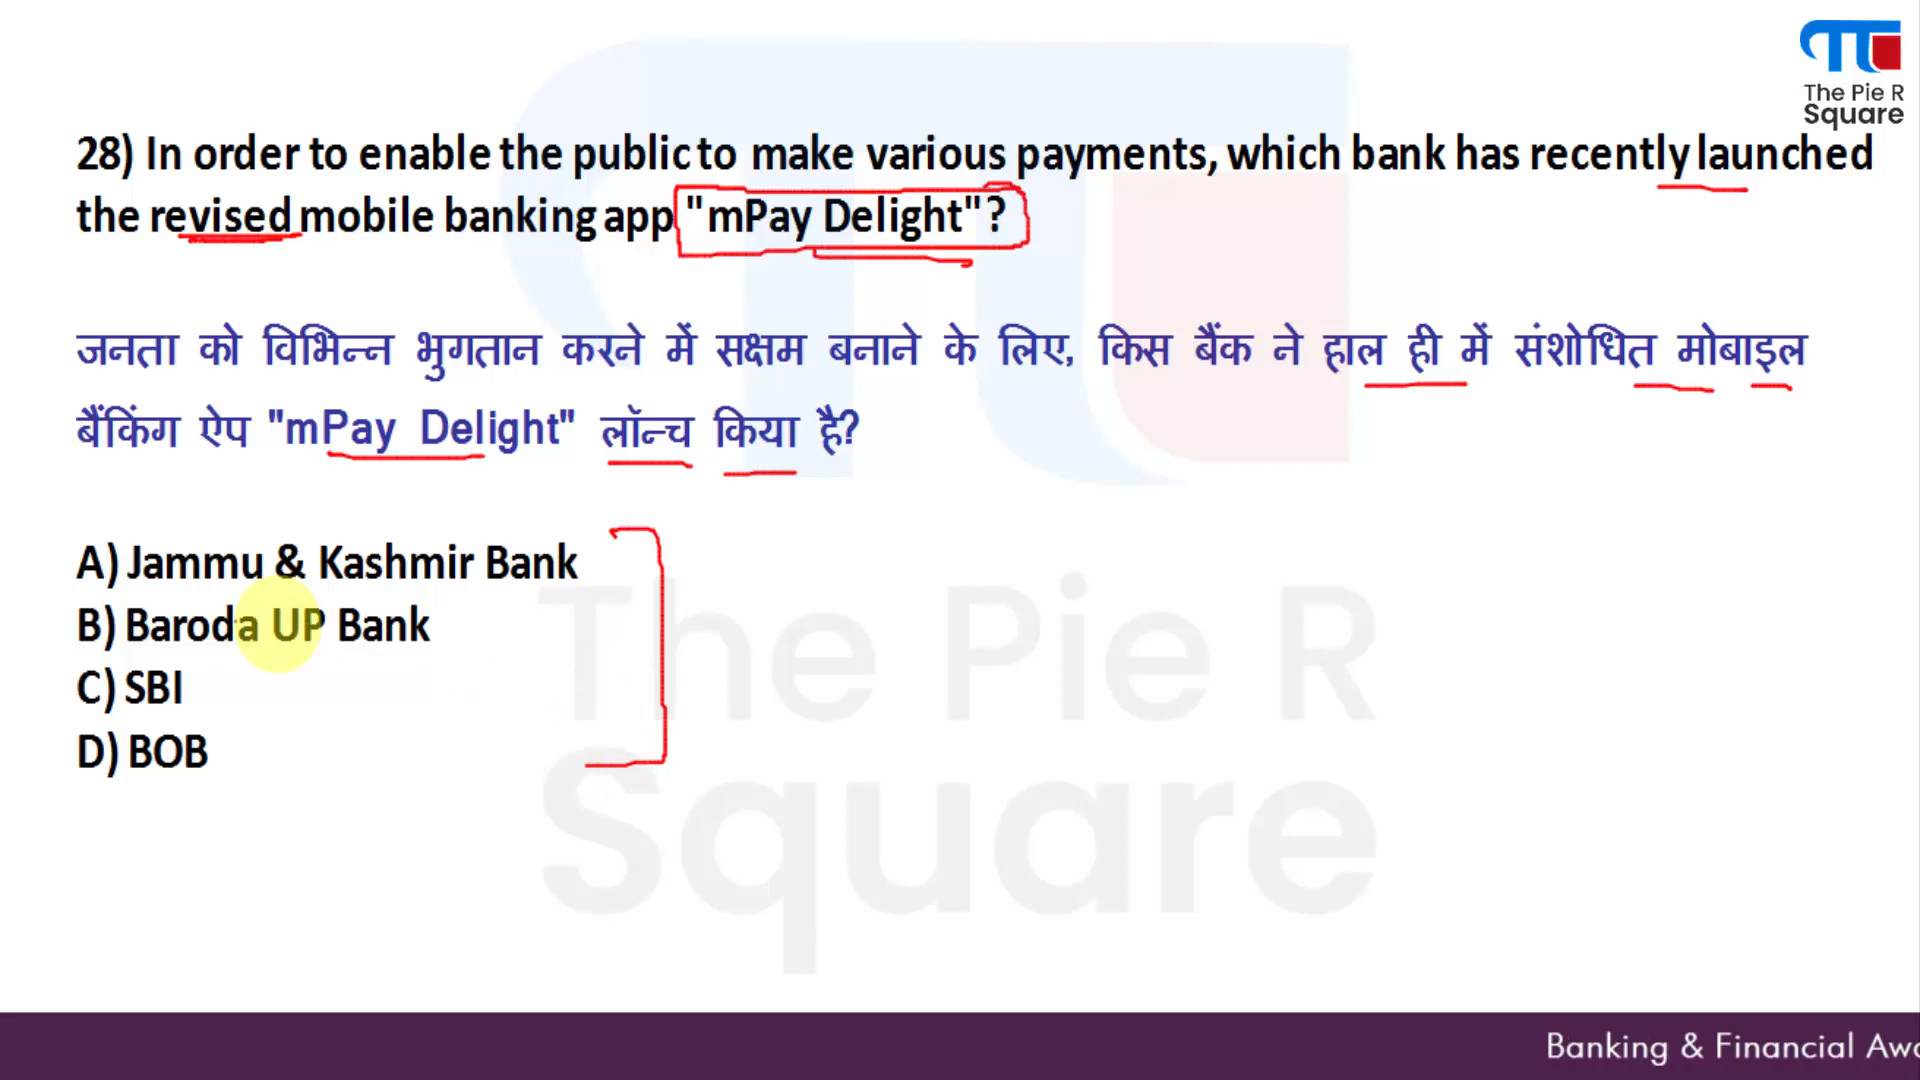 The Pie R
Square
28) In order to enable the public to make various payments, which bank has recently launched
the revised mobile banking app "mPay Delight"?
जनता को विभिन्न भुगतान करने में सक्षम बनाने के लिए, किस बैंक ने हाल ही में संशोधित मोबाइल
बैंकिंग ऐप "mPay Delight" लॉन्च किया है?
A) Jammu & Kashmir Bank
B) Baroda UP Bank
C) SBI
D) BOB
The Pie R
Square
Banking & Financial Awa